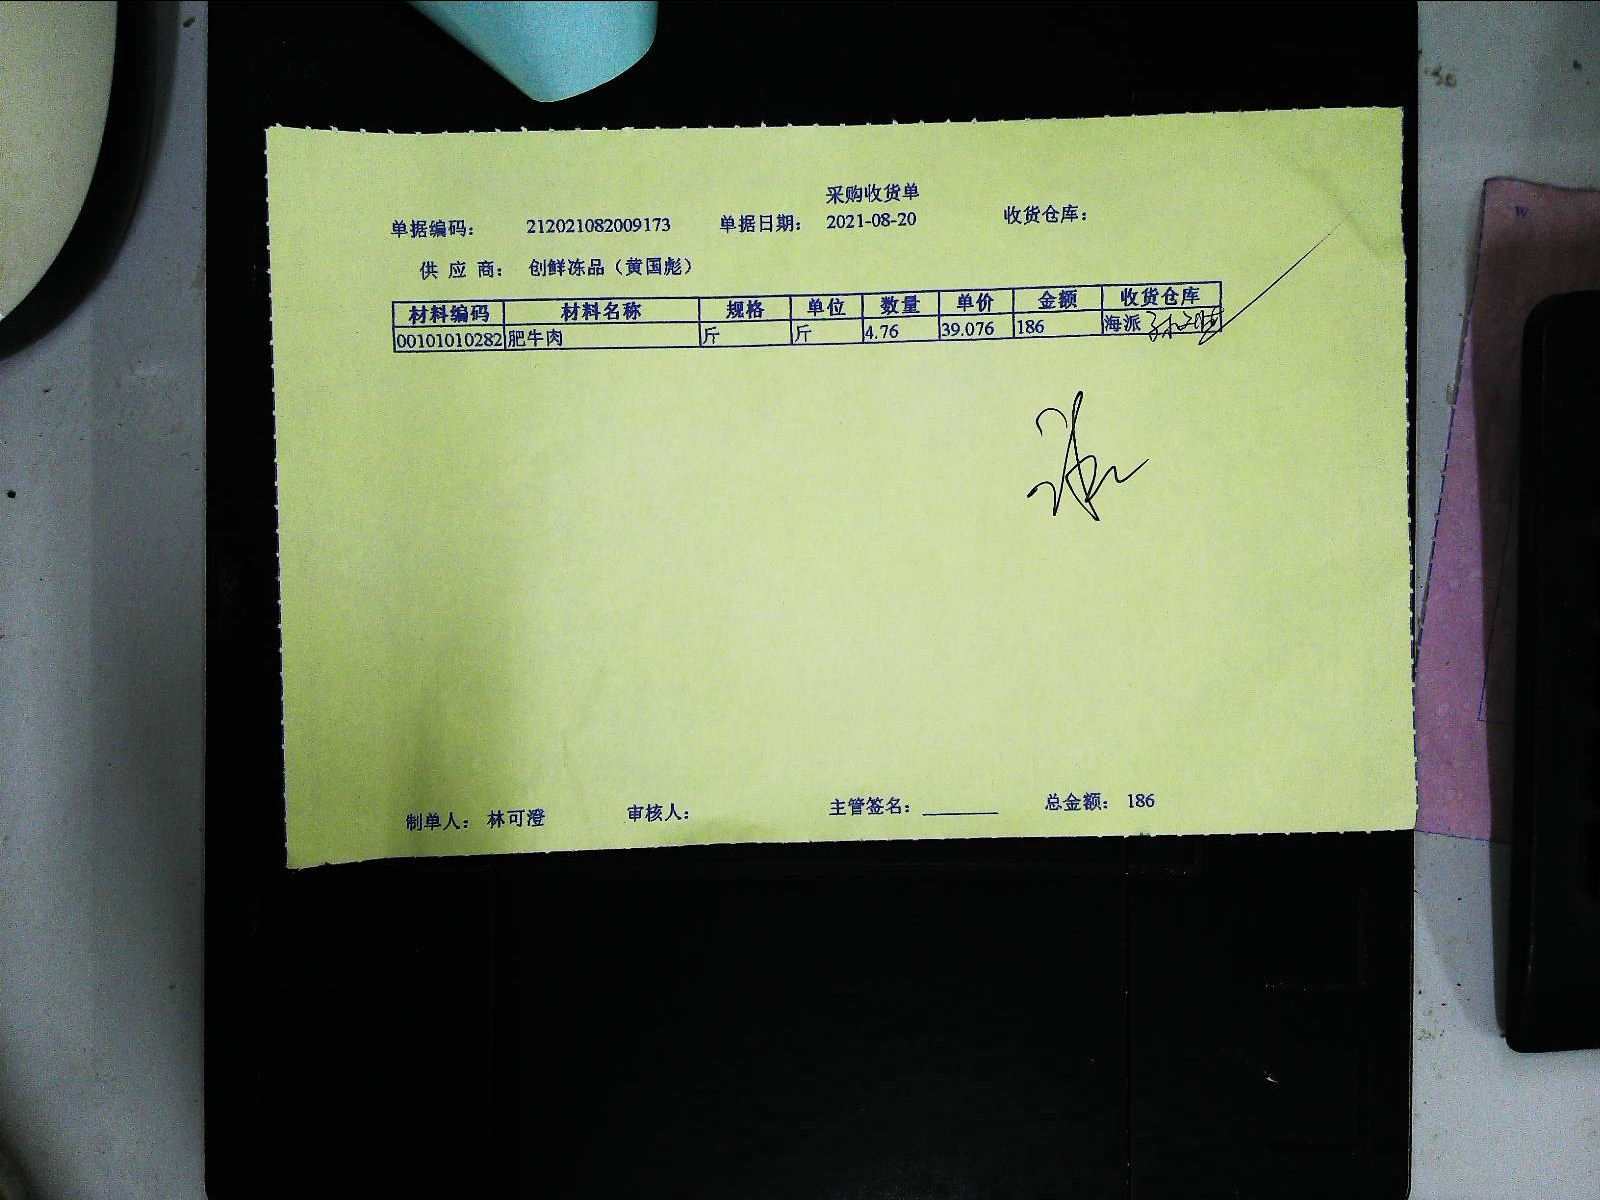 采购收货单
单据编码： 212021082009173 单据日期： 2021-08-20 收货仓库：
供 应 商： 创鲜冻品（黄国彪）
材料编码 材料名称 规格 单位 数量 单价 金额 收货仓库
00101010282 肥牛肉 斤 斤 4.76 39.076 186 海派
制单人： 林可澄 审核人： 主管签名： 总金额： 186
W